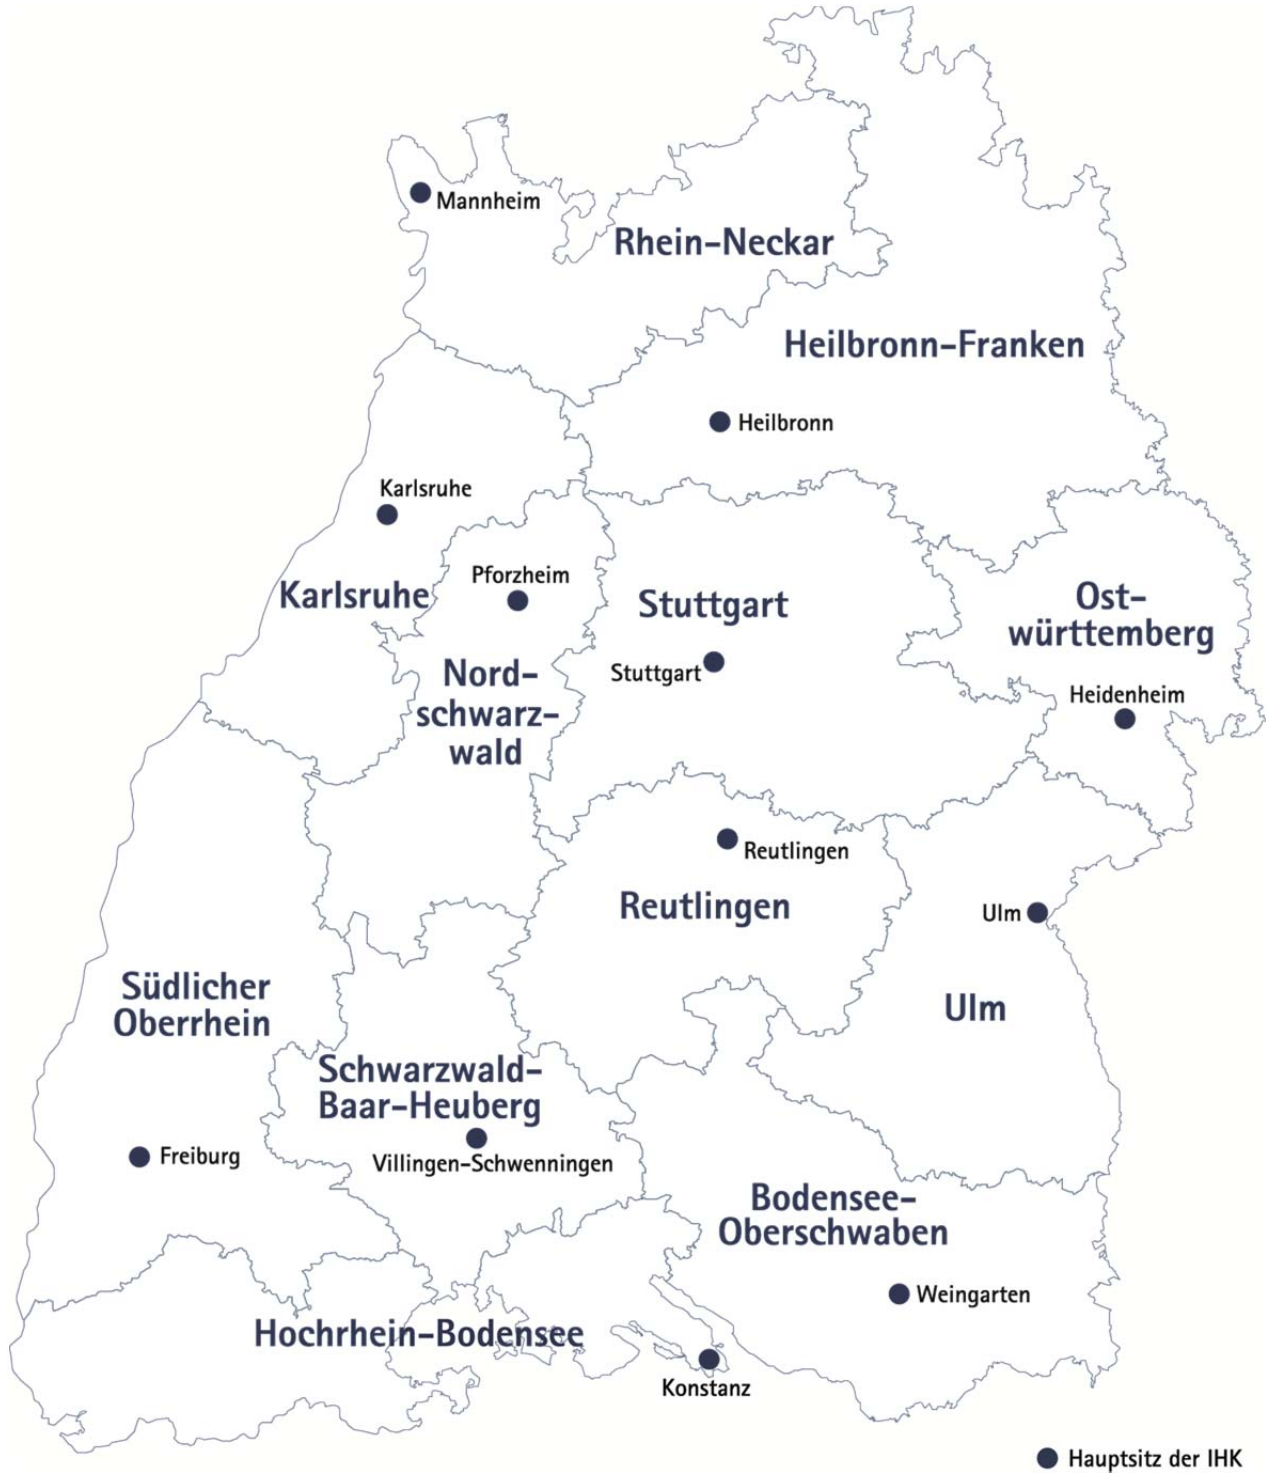 Mannheim
Rhein-Neckar
Heilbronn-Franken
Heilbronn
Karlsruhe
Karlsruhe
Pforzheim
Nord-
schwarz-
wald
Stuttgart
Stuttgart
Ost-
württemberg
Heidenheim
Reutlingen
Reutlingen
Ulm
Ulm
Südlicher
Oberrhein
Schwarzwald-
Baar-Heuberg
Villingen-Schwenningen
Freiburg
Bodensee-
Oberschwaben
Weingarten
Hochrhein-Bodensee
Konstanz
Hauptsitz der IHK